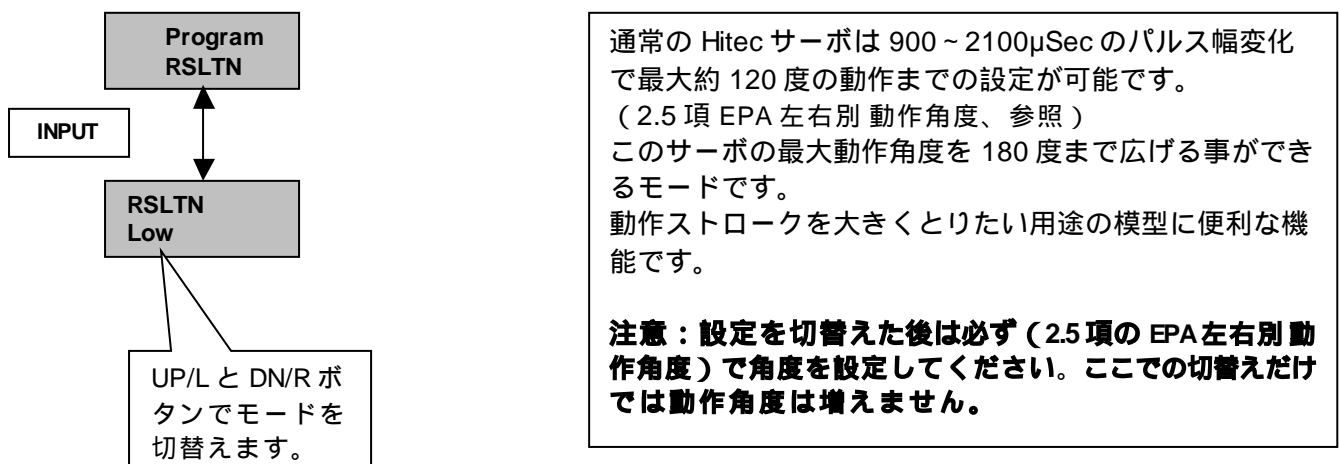 Program
RSLTN
INPUT
RSLTN
Low
UP/L と DN/R ボ
タンでモードを
切替えます。
通常の Hitec サーボは 900 ~ 2100μSec のパルス幅変化
で最大約 120 度の動作までの設定が可能です。
( 2.5 項 EPA 左右別 動作角度、参照 )
このサーボの最大動作角度を 180 度まで広げる事ができ
るモードです。
動作ストロークを大きくとりたい用途の模型に便利な機
能です。
注意:設定を切替えた後は必ず(2.5 項の EPA 左右別 動
作角度)で角度を設定してください。ここでの切替えだけ
では動作角度は増えません。